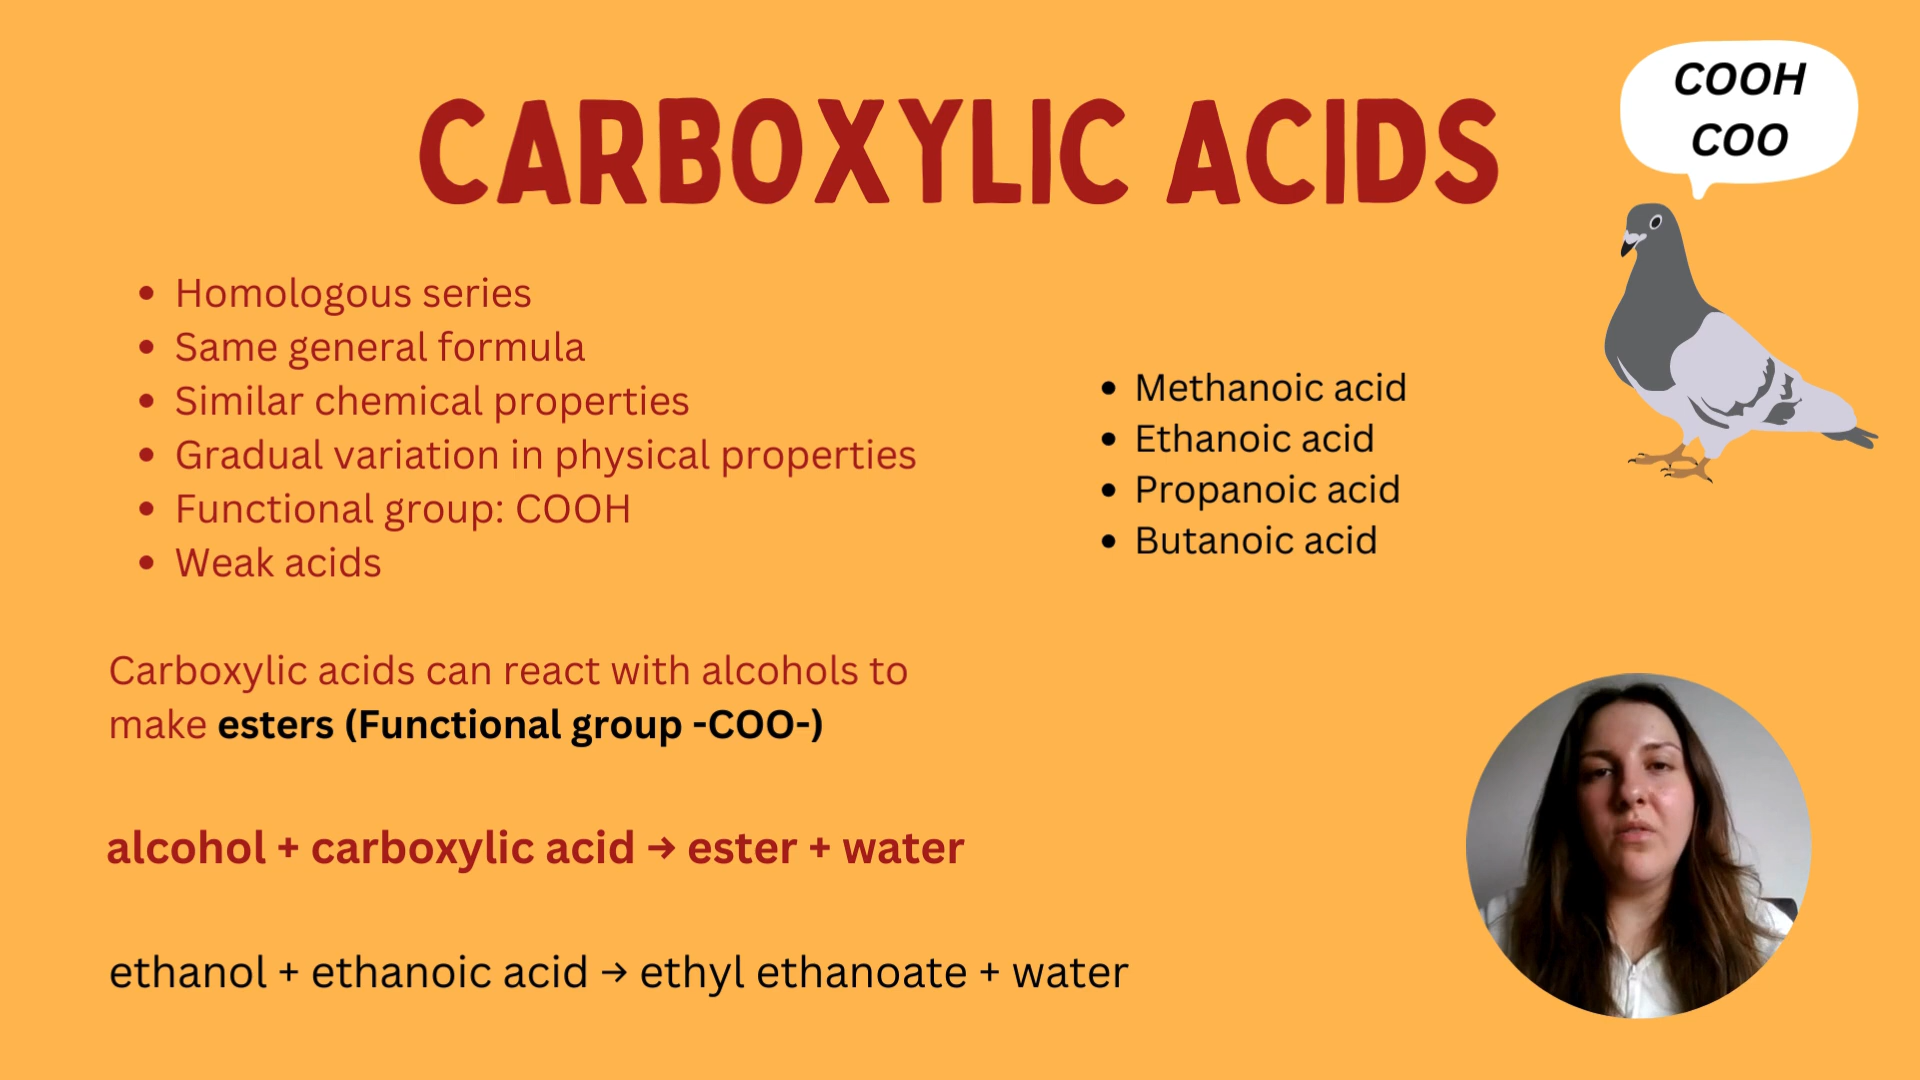 CARBOXYLIC ACIDS
COOH
COO
• Homologous series
• Same general formula
• Similar chemical properties
• Gradual variation in physical properties
• Functional group: COOH
• Weak acids
• Methanoic acid
• Ethanoic acid
• Propanoic acid
• Butanoic acid
Carboxylic acids can react with alcohols to
make esters (Functional group -COO-)
alcohol + carboxylic acid → ester + water
ethanol + ethanoic acid → ethyl ethanoate + water